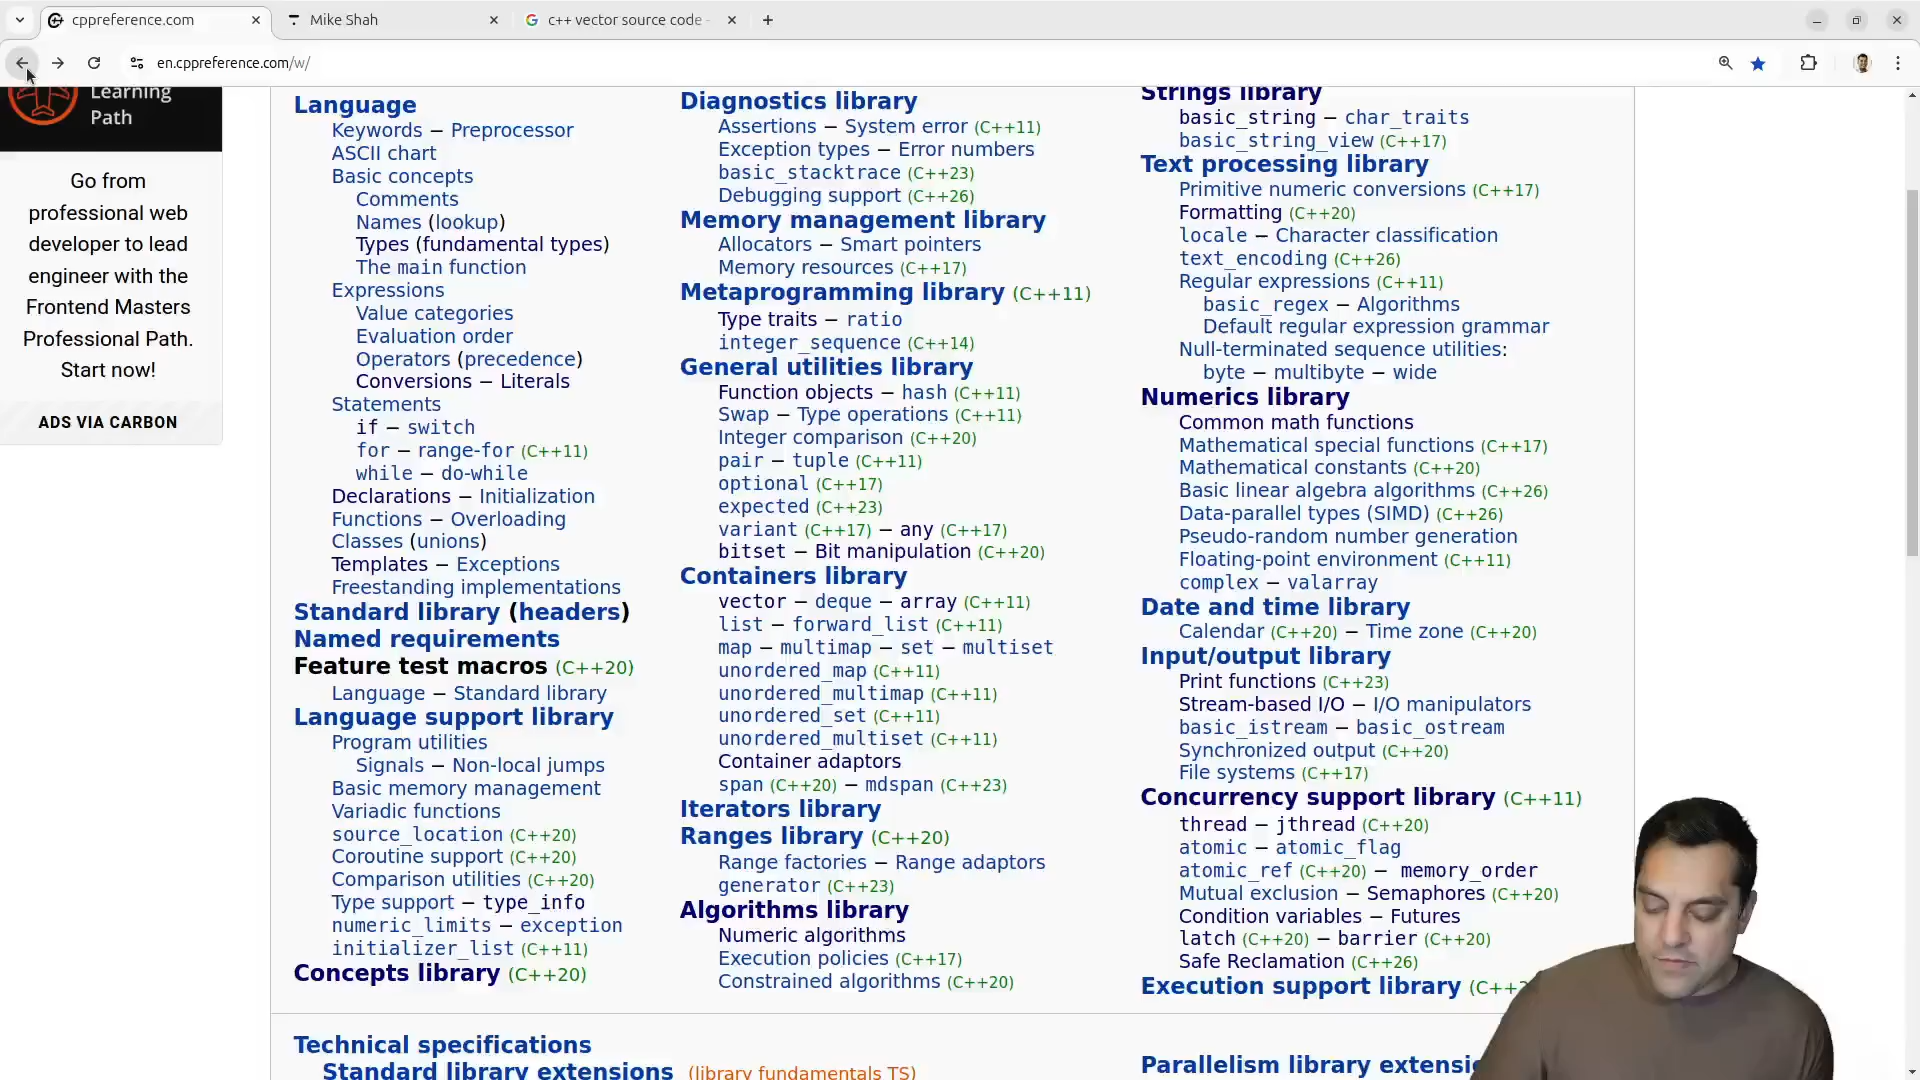 cppreference.com
Mike Shah
c++ vector source code -
en.cppreference.com/w/
Learning
Path
Go from
professional web
developer to lead
engineer with the
Frontend Masters
Professional Path.
Start now!
ADS VIA CARBON
Language
Keywords − Preprocessor
ASCII chart
Basic concepts
Comments
Names (lookup)
Types (fundamental types)
The main function
Expressions
Value categories
Evaluation order
Operators (precedence)
Conversions − Literals
Statements
if − switch
for − range-for (C++11)
while − do-while
Declarations − Initialization
Functions − Overloading
Classes (unions)
Templates − Exceptions
Freestanding implementations
Standard library (headers)
Named requirements
Feature test macros (C++20)
Language − Standard library
Language support library
Program utilities
Signals − Non-local jumps
Basic memory management
Variadic functions
source_location (C++20)
Coroutine support (C++20)
Comparison utilities (C++20)
Type support − type_info
numeric_limits − exception
initializer_list (C++11)
Concepts library (C++20)
Diagnostics library
Assertions − System error (C++11)
Exception types − Error numbers
basic_stacktrace (C++23)
Debugging support (C++26)
Memory management library
Allocators − Smart pointers
Memory resources (C++17)
Metaprogramming library (C++11)
Type traits − ratio
integer_sequence (C++14)
General utilities library
Function objects − hash (C++11)
Swap − Type operations (C++11)
Integer comparison (C++20)
pair − tuple (C++11)
optional (C++17)
expected (C++23)
variant (C++17) − any (C++17)
bitset − Bit manipulation (C++20)
Containers library
vector − deque − array (C++11)
list − forward_list (C++11)
map − multimap − set − multiset
unordered_map (C++11)
unordered_multimap (C++11)
unordered_set (C++11)
unordered_multiset (C++11)
Container adaptors
span (C++20) − mdspan (C++23)
Iterators library
Ranges library (C++20)
Range factories − Range adaptors
generator (C++23)
Algorithms library
Numeric algorithms
Execution policies (C++17)
Constrained algorithms (C++20)
Strings library
basic_string − char_traits
basic_string_view (C++17)
Text processing library
Primitive numeric conversions (C++17)
Formatting (C++20)
locale − Character classification
text_encoding (C++26)
Regular expressions (C++11)
basic_regex − Algorithms
Default regular expression grammar
Null-terminated sequence utilities:
byte − multibyte − wide
Numerics library
Common math functions
Mathematical special functions (C++17)
Mathematical constants (C++20)
Basic linear algebra algorithms (C++26)
Data-parallel types (SIMD) (C++26)
Pseudo-random number generation
Floating-point environment (C++11)
complex − valarray
Date and time library
Calendar (C++20) − Time zone (C++20)
Input/output library
Print functions (C++23)
Stream-based I/O − I/O manipulators
basic_istream − basic_ostream
Synchronized output (C++20)
File systems (C++17)
Concurrency support library (C++11)
thread − jthread (C++20)
atomic − atomic_flag
atomic_ref (C++20) − memory_order
Mutual exclusion − Semaphores (C++20)
Condition variables − Futures
latch (C++20) − barrier (C++20)
Safe Reclamation (C++26)
Execution support library (C++2
Technical specifications
Standard library extensions (library fundamentals TS)
Parallelism library extensi